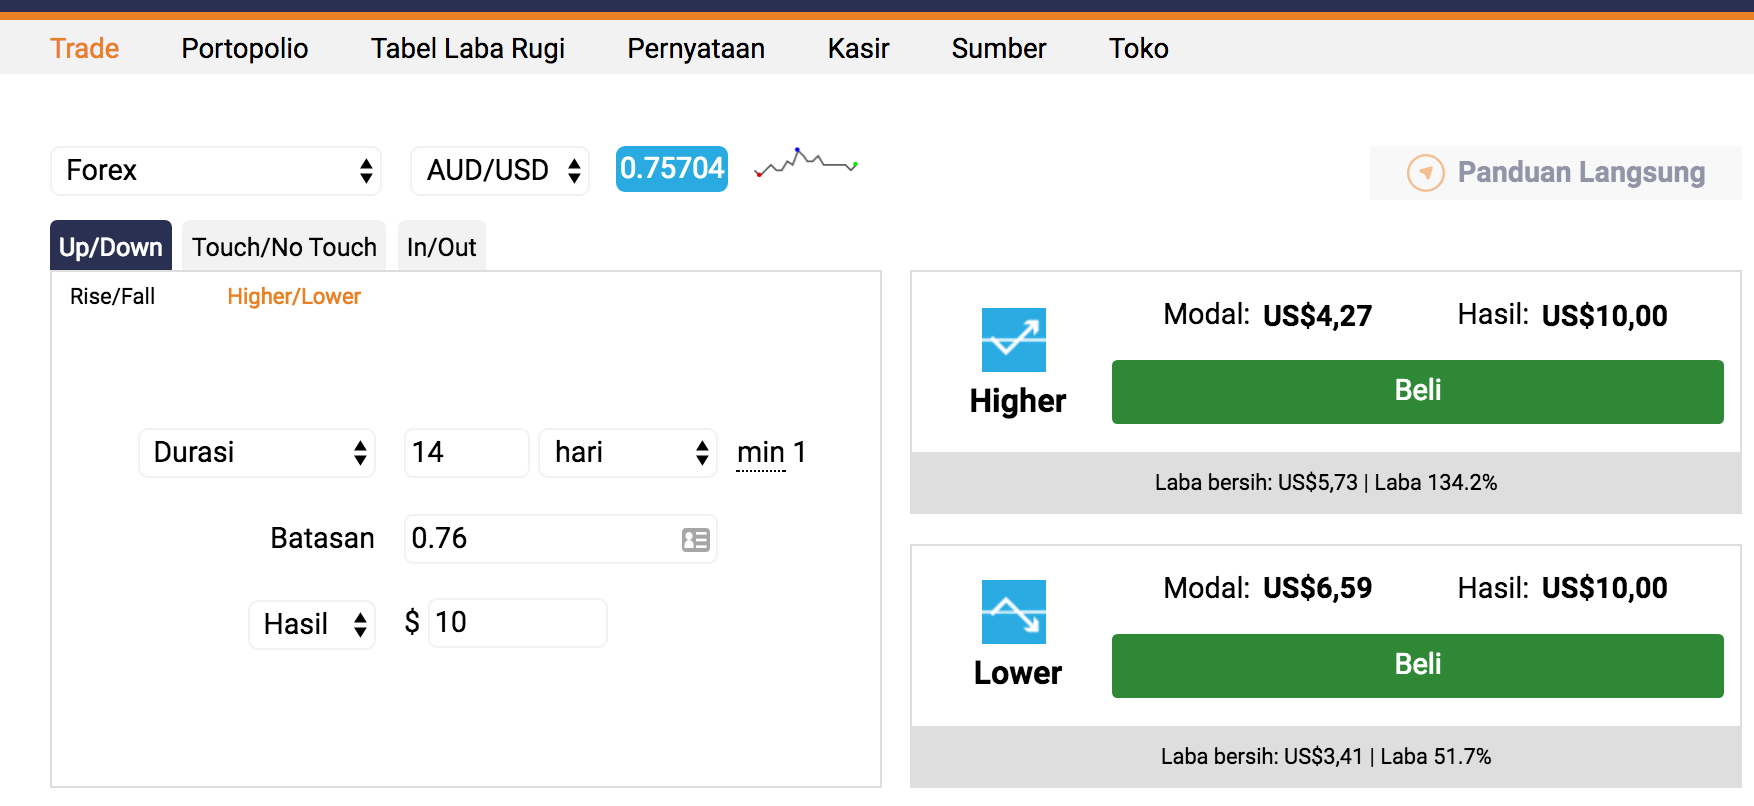 Trade Portopolio Tabel Laba Rugi Pernyataan Kasir Sumber Toko
Forex AUD/USD 0.75704 Panduan Langsung
Up/Down Touch/No Touch In/Out
Rise/Fall Higher/Lower
Durasi 14 hari min 1
Batasan 0.76
Hasil $ 10
Modal: US$4,27 Hasil: US$10,00
Higher
Beli
Laba bersih: US$5,73 | Laba 134.2%
Modal: US$6,59 Hasil: US$10,00
Lower
Beli
Laba bersih: US$3,41 | Laba 51.7%